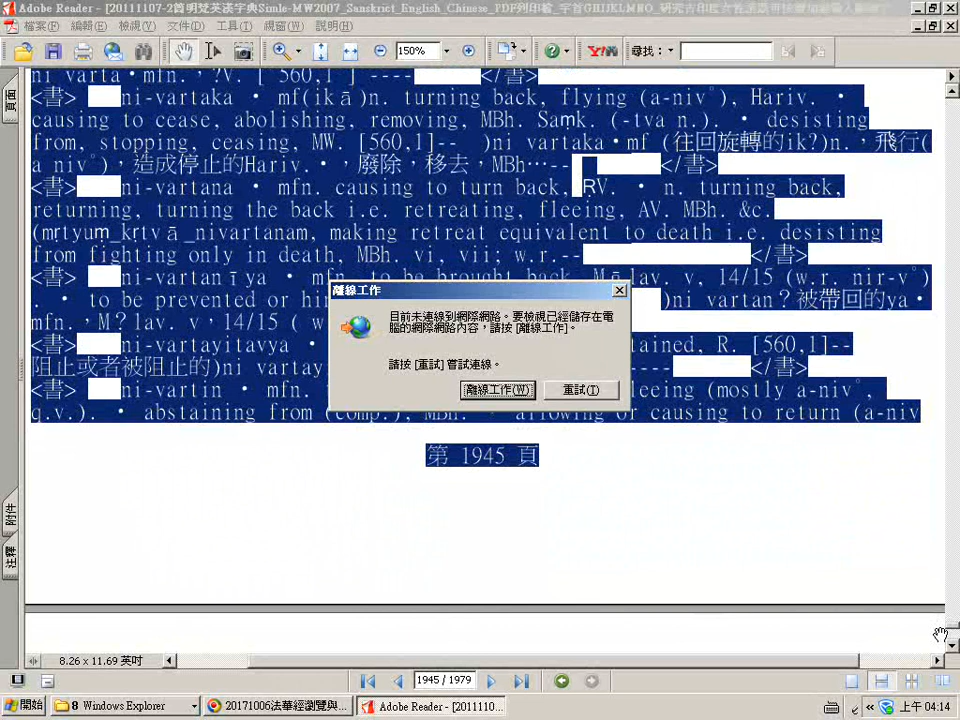 Adobe Reader - [20111107-2簡明梵英漢字典Simle-MW2007_Sanskrict_English_Chinese_PDF列印輸_字首GHIJKLMNO_研究古印
檔案(F) 編輯(E) 檢視(V) 文件(D) 工具(T) 視窗(W) 說明(H)
150% 尋找：
頁面
ni varta‧mfn.，?V. [ 560,1 ] ---- </書>
<書> ni-vartaka ‧ mf(ikā)n. turning back, flying (a-niv°), Hariv. ‧
causing to cease, abolishing, removing, MBh. Saṃk. (-tva n.). ‧ desisting
from, stopping, ceasing, MW. [560,1]-- )ni vartaka‧mf (往回旋轉的ik?)n.，飛行(
a niv°)，造成停止的Hariv.‧，廢除，移去，MBh…-- </書>
<書> ni-vartana ‧ mfn. causing to turn back, RV. ‧ n. turning back,
returning, turning the back i.e. retreating, fleeing, AV. MBh. &c.
(mṛtyuṃ_kṛtvā_nivartanam, making retreat equivalent to death i.e. desisting
from fighting only in death, MBh. vi, vii; w.r.-- </書>
<書> ni-vartanīya ‧ mfn. to be brought back, Mālav. v, 14/15 (w.r. nir-v°)
. ‧ to be prevented or hi )ni vartan？被帶回的ya‧
mfn.，M？lav. v，14/15 ( w </書>
<書> ni-vartayitavya ‧ tained, R. [560,1]--
阻止或者被阻止的)ni vartay ---- </書>
<書> ni-vartin ‧ mfn. leeing (mostly a-niv°,
q.v.). ‧ abstaining from (comp.), MBh. ‧ allowing or causing to return (a-niv
第 1945 頁
離線工作
目前未連線到網際網路。要檢視已經儲存在電
腦的網際網路內容，請按 [離線工作]。
請按 [重試] 嘗試連線。
離線工作(W) 重試(T)
附件
注釋
8.26 x 11.69 英吋
1945 / 1979
開始 8 Windows Explorer 20171006法華經瀏覽與... Adobe Reader - [2011110... 上午 04:14